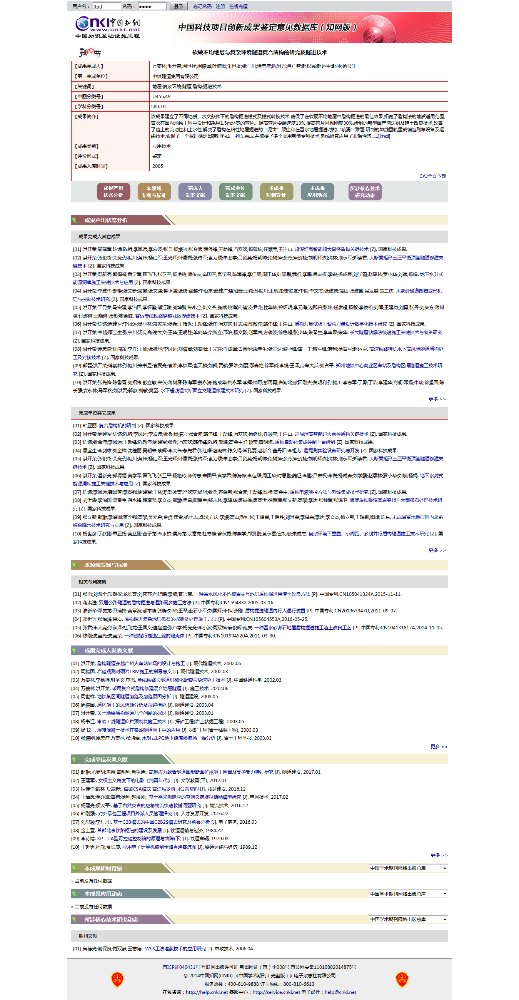 用户名： ttod 密码： ●●●● 登录 忘记密码 注册 在线充值
Cnki 中国知网
www.cnki.net
中国知识基础设施工程
中国科技项目创新成果鉴定意见数据库（知网版）
知网节
软硬不均地层与复杂环境隧道复合盾构的研究及掘进技术
【成果完成人】 万姜林;洪开荣;周世祥;周振国;叶慷慨;朱世友;张宁川;谭忠盛;陈洪光;肖广智;赵权民;赵运臣;邹冲;杨书江
【第一完成单位】 中铁隧道集团有限公司
【关键词】 地层;复杂环境;隧道;盾构;掘进技术
【中图分类号】 U455.49
【学科分类号】 580.10
【成果简介】 该成果建立了不同地质、水文条件下的盾构掘进模式及模式转换技术,确保了在软硬不均地层中盾构掘进的最佳效果,拓宽了盾构法的地质适用范围,
首次在国内地铁工程中设计和采用1.5m环宽的管片。提高管片安装速度13%,提高管片衬砌刚度30%,研制的新型国产泡沫剂及碴土改良技术,改善
了碴土的流动性和止水性,解决了盾构在粘性地层掘进的“泥饼”顽症和在富水地层掘进时的“喷涌”难题,研制的单线重轨重载编组列车设备及运
输技术,实现了一个掘进循环出碴进料由一列车完成,并取得了多个实用新型专利技术,系统研究应用了非惰性浆......[详细]
【成果类别】 应用技术
【评价形式】 鉴定
【成果入库时间】 2005
CAJ全文下载
成果产出 本领域 完成人 完成单位 本成果 本成果 所涉核心技术
状态分析 专利与标准 发表文献 发表文献 研制背景 应用动态 研究动态
成果产出状态分析
成果完成人其它成果
[01] 洪开荣;周建军;陈馈;陈桥;李凤远;李宏波;张兵;杨振兴;张合沛;韩伟锋;王助锋;冯欢欢;杨延栋;任颖莹;王连山. 超深埋高智能超大直径盾构关键技术 [Z]. 国家科技成果.
[02] 洪开荣;张俊岱;荣亮;孙振川;黄伟;杨红军;王光辉;叶康慨;张传军;袁为领;申会宇;吕剑英;杨朝帅;段树涛;余芳涛;贺楠;刘明辉;熊炎林;荆永军;郑清君. 大断面矩形土压平衡顶管隧道修建关
键技术 [Z]. 国家科技成果.
[03] 洪开荣;温新亮;郭得福;黄学军;翟飞飞;张卫平;杨艳玲;师传志;辛国平;宫学君;陈海锋;李佳耀;周正华;时思鹏;魏征;李鹏;吕宏权;李锐;杨成春;刘学霸;赵康林;罗小华;刘斌;杨娟. 地下水封式
能源洞库施工关键技术与应用 [Z]. 国家科技成果.
[04] 洪开荣;李建伟;邹翀;张文新;高攀;张文强;蒋永强;张炜;卓越;李沿宗;武建广;唐绍武;王菀;孙振川;王明胜;雷胜友;李振;李文杰;张建儒;高山;张建国;吴发展;楚二庆. 木寨岭隧道围岩变形机
理与控制技术研究 [Z]. 国家科技成果.
[05] 洪开荣;干昆荣;马宏建;李治国;李怀鉴;熊江陵;刘坤鹏;朱永全;仇文革;施斌;姚海波;崔波;尹龙;杜华林;曾怀明;李元海;边邵曾;张炜;任彦超;杨毅;李俊松;刘晖;王建功;刘勇;张丹;刘庆方;蒋树
谦;付琳琳;王晓琳;张彬;喻全胜. 客运专线铁路穿越城区修建技术 [Z]. 国家科技成果.
[06] 洪开荣;陈馈;周建军;李凤远;杨小林;常家东;张兵;丁梧秀;王助锋;张伟;冯欢欢;杜志强;陈啟伟;韩伟锋;王连山. 盾构刀具试验平台与刀盘设计数字化技术研究 [Z]. 国家科技成果.
[07] 洪开荣;卓越;康宝生;张宁川;汤宪高;谢大文;王华;王明胜;单向华;栾新立;邢泊;杨文影;赵军喜;方俊波;徐稳超;张少华;朱琴生;李丰果;宋华. 长大隧道钻爆法快速施工关键技术与装备研究
[Z]. 国家科技成果.
[08] 洪开荣;谭忠盛;杜闯东;李洋;王坤;张德华;李凤远;郑清君;刘春阳;王光辉;任成国;古宗华;梁奎生;张志达;游永锋;唐一丰;蔡军锋;薄利;杨晋军;赵运臣. 高速铁路特长水下高风险隧道盾构施
工及对接技术 [Z]. 国家科技成果.
[09] 郭磊;洪开荣;傅鹤林;孙振川;宋书显;袁聚亮;袁维;李铁军;崔天麟;刘凯;贾航;罗维;刘磊;鄢春艳;徐军哲;李锐;王泽武;车大兵;刘占平. 郑州地铁中心商业区车站及盾构区间隧道施工技术研
究 [Z]. 国家科技成果.
[10] 洪开荣;张先锋;陈鲁青;刘招伟;彭立敏;宋仪;蒋树屏;陈海军;姜永涛;施成华;荆永军;李辉;钟可;彭再勇;唐湖北;欧阳刚杰;黄明利;孙振川;李志军;于勇;丁浩;李建华;肖衡;邓扬;牛瑞;徐望国;陈
长强;安永林;马军秋;刘洪震;郭家;刘敏;樊至. 水下超浅埋大断面立交隧道修建技术研究 [Z]. 国家科技成果.
更多 >>
完成单位其它成果
[01] 韩亚丽. 复合盾构机的研制 [Z]. 国家科技成果.
[02] 洪开荣;周建军;陈馈;陈桥;李凤远;李宏波;张兵;杨振兴;张合沛;韩伟锋;王助锋;冯欢欢;杨延栋;任颖莹;王连山. 超深埋高智能超大直径盾构关键技术 [Z]. 国家科技成果.
[03] 陈馈;张合沛;李凤远;王助锋;陈啟伟;周建军;张兵;冯欢欢;韩伟锋;陈桥;郭璐;高会中;任颖莹;黄明海. 盾构自动化集成控制平台研制 [Z]. 国家科技成果.
[04] 康宝生;李剑雄;刘金祥;沈桂丽;吴朝来;蔡辉;李大伟;蒙先君;张红耀;寇晓林;陈义得;常孔磊;赵新合;董丹阳;李祖芳. 盾尾刷实验设备研究与开发 [Z]. 国家科技成果.
[05] 洪开荣;张俊岱;荣亮;孙振川;黄伟;杨红军;王光辉;叶康慨;张传军;袁为领;申会宇;吕剑英;杨朝帅;段树涛;余芳涛;贺楠;刘明辉;熊炎林;荆永军;郑清君. 大断面矩形土压平衡顶管隧道修建关
键技术 [Z]. 国家科技成果.
[06] 洪开荣;温新亮;郭得福;黄学军;翟飞飞;张卫平;杨艳玲;师传志;辛国平;宫学君;陈海锋;李佳耀;周正华;时思鹏;魏征;李鹏;吕宏权;李锐;杨成春;刘学霸;赵康林;罗小华;刘斌;杨娟. 地下水封式
能源洞库施工关键技术与应用 [Z]. 国家科技成果.
[07] 陈馈;李凤远;龚国芳;李阁强;周建军;王林涛;郭冰菁;冯欢欢;杨旭;张兵;苏建新;张合沛;王助锋;陈桥;高会中. 盾构电液测控方法与系统集成技术研究 [Z]. 国家科技成果.
[08] 刘洪震;李治国;梁奎生;游永锋;路耀邦;李文杰;邹翀;焦雷;阳军生;邹志林;李建华;唐纵雄;唐高洪;徐朝辉;张文新;高攀;李达;张帅军;张泽卫. 海底盾构隧道基岩突起与大型孤石处理技术研
究 [Z]. 国家科技成果.
[09] 张文新;邹翀;李治国;蒋永强;高攀;吴元金;金赟;焦雷;杨壮志;卓越;方庆;李振;高山;彭桂彬;王建军;王明胜;刘洪震;李沿宗;李达;李文杰;杨立新;王瑞卿;阳斌;陈东. 未成岩富水地层洞内超前
综合降水技术研究与应用 [Z]. 国家科技成果.
[10] 杨世彦;丁狄刚;覃正扬;黄丛刚;董子龙;李水钦;侯海龙;余富先;杜守峰;曾秋勇;陈潮学;邝贤鹏;黄永富;宦礼忠;朱成杰. 复杂环境下重叠、小间距、多线并行盾构隧道施工技术研究 [Z]. 国
家科技成果.
更多 >>
本领域专利与标准
相关专利发明
[01] 张雨;刘双全;项瀚仪;龙长喜;刘莎莎;孙晓鹏;李烺;綦兴南. 一种富水风化不均板岩交互地层盾构掘进用渣土改良方法 [P]. 中国专利:CN105041324A,2015-11-11.
[02] 蒋洪进. 双层公路隧道的盾构掘进与道路同步施工方法 [P]. 中国专利:CN1594832,2005-03-16.
[03] 油新华;邓美龙;尹清锋;黄常波;郝本峰;张峰;刘华;王翠莲;石小军;刘国辉;李钟;薛刚. 盾构掘进隧道内行人通行装置 [P]. 中国专利:CN201963347U,2011-09-07.
[04] 郑世兴;张怡潇;易宏. 盾构掘进复杂地层孤石的探测及处理施工方法 [P]. 中国专利:CN105604553A,2016-05-25.
[05] 张君;李人宪;徐润泽;杜飞龙;王国义;连逢逾;张卢学;杨亮亮;李小波;周双禧;麻俊辉;南庆. 一种富水砂卵石地层盾构掘进施工渣土改良工艺 [P]. 中国专利:CN104131817A,2014-11-05.
[06] 陈刚;史宝光;史宝荣. 一种智能行走逃生舱的舱壳体 [P]. 中国专利:CN101994520A,2011-03-30.
成果完成人发表文献
[01] 洪开荣. 盾构隧道穿越广州火车站站场的设计与施工 [J]. 现代隧道技术, 2002.06
[02] 周振国. 岩碴观测对硬岩TBM施工的指导意义 [J]. 现代隧道技术, 2002.03
[03] 万姜林,李桧祥,时圣文,董杰. 单线铁路长隧道机械化配套与快速施工技术 [J]. 中国铁道科学, 2002.03
[04] 万姜林,洪开荣. 采用复合式盾构修建混合地层隧道 [J]. 施工技术, 2002.06
[05] 周世祥. 地铁某区间隧道裂缝及裂缝原因分析 [J]. 隧道建设, 2003.05
[06] 周振国. 盾构施工的风险源分析及规避措施 [J]. 隧道建设, 2003.04
[07] 洪开荣. 关于地铁盾构隧道几个问题的探讨 [J]. 隧道建设, 2003.01
[08] 杨书江. 秦岭Ⅰ线隧道仰拱预制块施工技术 [J]. 探矿工程(岩土钻掘工程), 2003.05
[09] 杨书江. 湿喷混凝土技术在秦岭隧道施工中的应用 [J]. 探矿工程(岩土钻掘工程), 2003.03
[10] 张振刚,谭忠盛,万姜林,张鸿儒. 水封式LPG地下储库渗流场三维分析 [J]. 岩土工程学报, 2003.03
更多 >>
完成单位发表文献
[01] 邹翀;尤显明;焦雷;黄明利;肖祖通;. 高地应力软岩隧道圆形断面扩挖施工围岩及支护受力特征研究 [J]. 隧道建设, 2017.01
[02] 王建军;. 女权主义角度下的电影《纯真年代》 [J]. 文学教育(下), 2017.01
[03] 程佳伟;韩林飞;袁野;. 借鉴CSA模式 营造城乡协同公共空间 [J]. 城乡建设, 2016.12
[04] 王怡岚;童亦斌;黄梅;杨利;赵洪刚;. 基于需求侧响应的空调负荷虚拟储能模型研究 [J]. 电网技术, 2017.02
[05] 杨建亮;侯汉平;. 基于自然灾害的应急物流快速救援问题研究 [J]. 物流技术, 2016.12
[06] 韩刚强;. 对外承包工程项目外派人员管理探究 [J]. 人才资源开发, 2016.22
[07] 刘思颖;李丹丹;. 基于C2B模式的中国C2B2S模式研究及前景分析 [J]. 电子商务, 2016.03
[08] 金士宣. 首都北京铁路枢纽的建设及发展 [J]. 铁道运输与经济, 1984.Z2
[09] 李诗博. KP—2A型可控硅控制箱的原理与故障(下) [J]. 铁道车辆, 1979.03
[10] 王甦男,杜欣,贾长庚. 应用电子计算机编制全路直通客流图 [J]. 铁道运输与经济, 1989.12
更多 >>
本成果研制背景 中国学术期刊网络出版总库
» 当前没有任何数据
本成果应用动态 中国学术期刊网络出版总库
» 当前没有任何数据
所涉核心技术研究动态 中国学术期刊网络出版总库
期刊文献
[01] 曾德光;谢保良;肖双泉;王志德;. WSS工法灌浆技术的应用研究 [J]. 市政技术, 2006.04
京ICP证040431号 互联网出版许可证 新出网证（京）字008号 京公网安备11010802014875号
© 2014中国知网(CNKI) 《中国学术期刊（光盘版）》电子杂志社有限公司
服务热线：400-810-9888 订卡热线：800-810-6613
在线咨询：http://help.cnki.net 客服中心：http://service.cnki.net 电子邮件：help@cnki.net